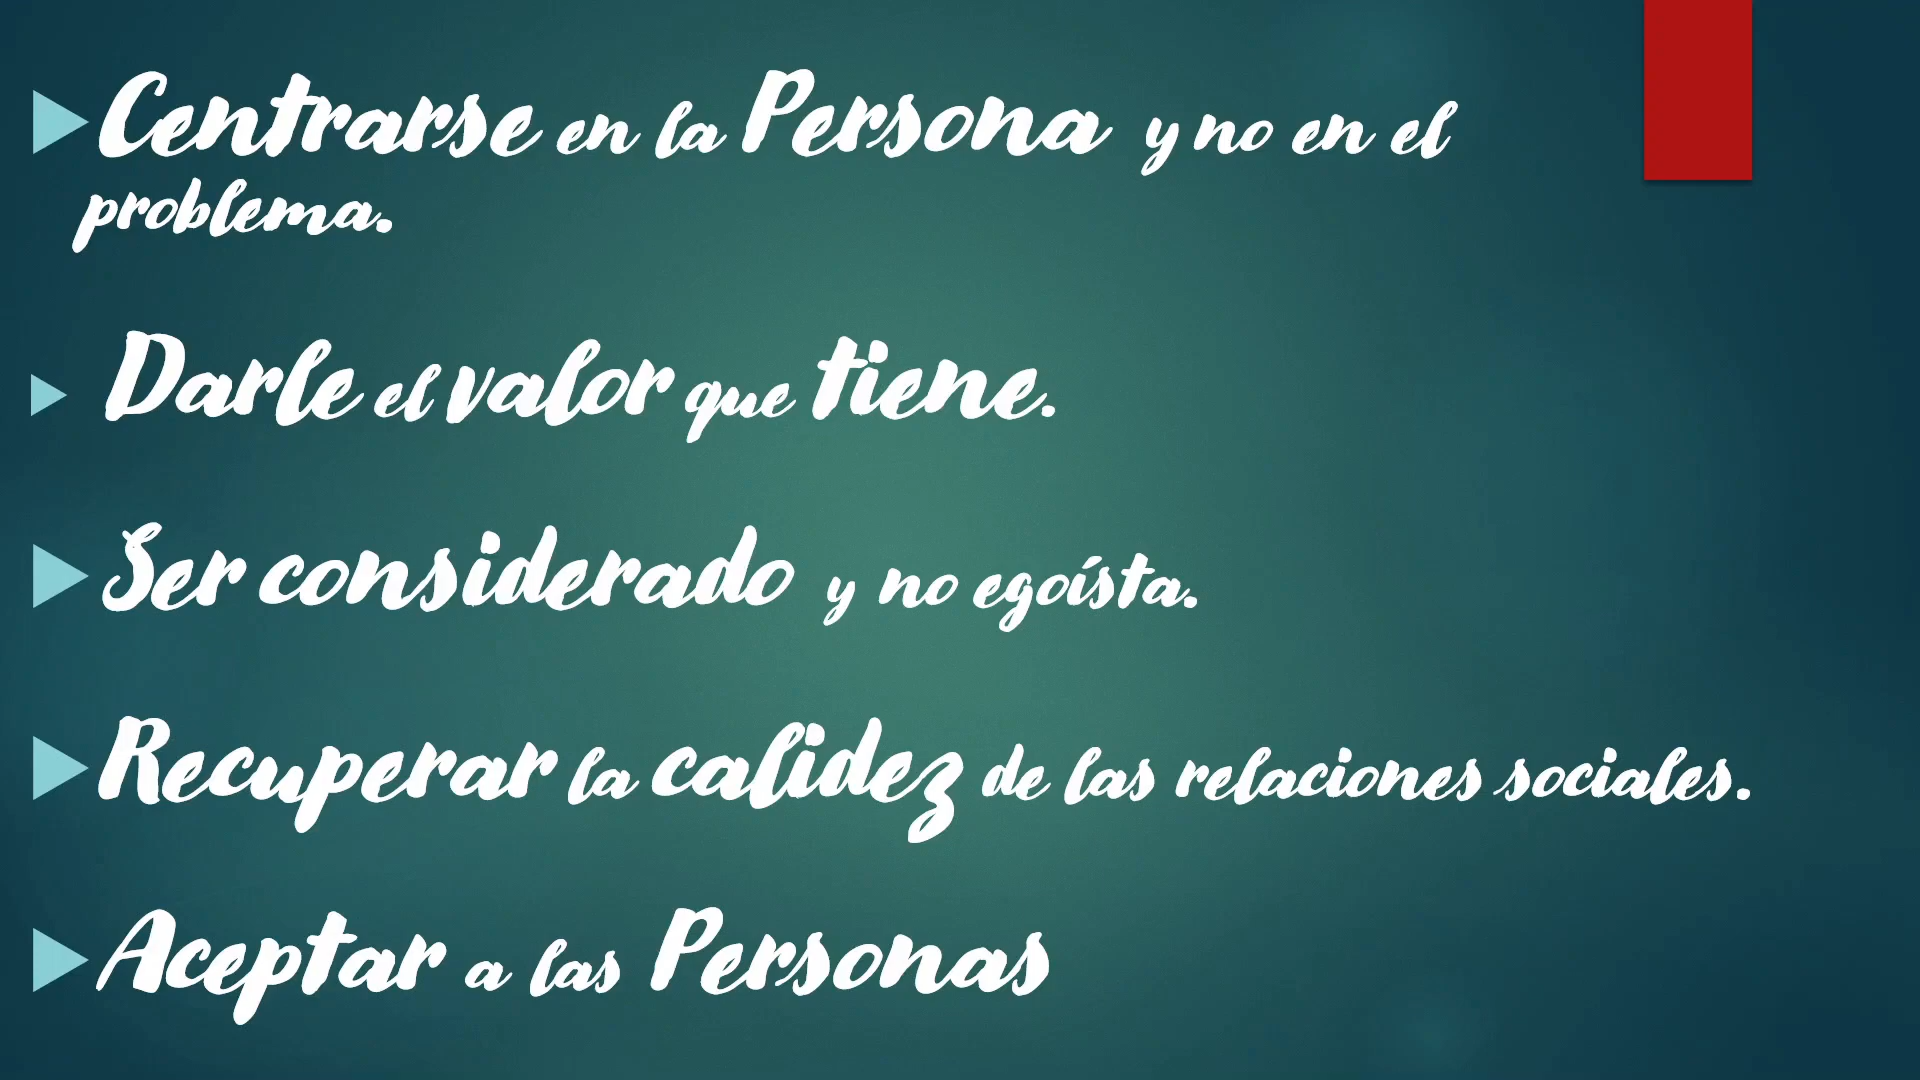 Centrarse en la Persona y no en el
problema.
Darle el valor que tiene.
Ser considerado y no egoísta.
Recuperar la calidez de las relaciones sociales.
Aceptar a las Personas